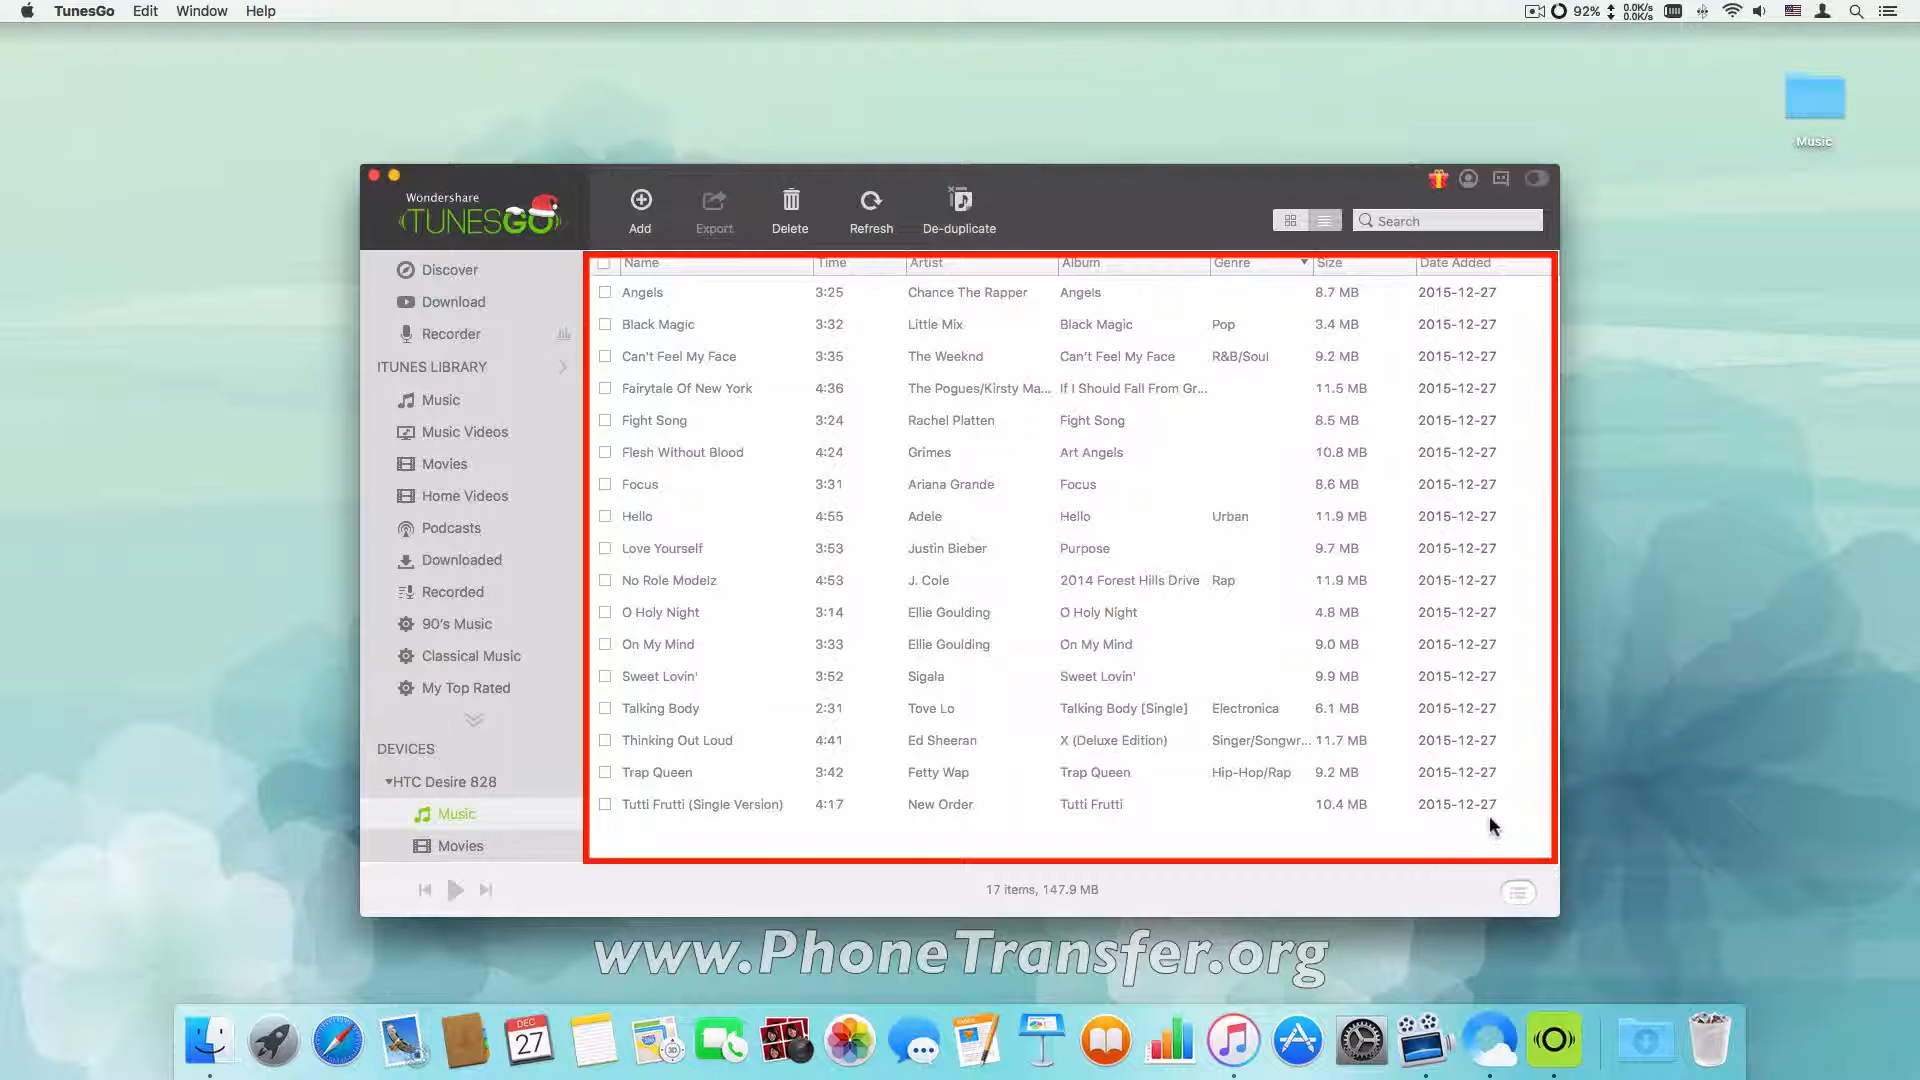 TunesGo Edit Window Help 92% 0.0K/s 0.0K/s
Music
Wondershare
TUNESGO
Add Export Delete Refresh De-duplicate Search
Discover
Download
Recorder
ITUNES LIBRARY
Music
Music Videos
Movies
Home Videos
Podcasts
Downloaded
Recorded
90's Music
Classical Music
My Top Rated
DEVICES
HTC Desire 828
Music
Movies
Name Time Artist Album Genre Size Date Added
Angels 3:25 Chance The Rapper Angels 8.7 MB 2015-12-27
Black Magic 3:32 Little Mix Black Magic Pop 3.4 MB 2015-12-27
Can't Feel My Face 3:35 The Weeknd Can't Feel My Face R&B/Soul 9.2 MB 2015-12-27
Fairytale Of New York 4:36 The Pogues/Kirsty Ma... If I Should Fall From Gr... 11.5 MB 2015-12-27
Fight Song 3:24 Rachel Platten Fight Song 8.5 MB 2015-12-27
Flesh Without Blood 4:24 Grimes Art Angels 10.8 MB 2015-12-27
Focus 3:31 Ariana Grande Focus 8.6 MB 2015-12-27
Hello 4:55 Adele Hello Urban 11.9 MB 2015-12-27
Love Yourself 3:53 Justin Bieber Purpose 9.7 MB 2015-12-27
No Role Modelz 4:53 J. Cole 2014 Forest Hills Drive Rap 11.9 MB 2015-12-27
O Holy Night 3:14 Ellie Goulding O Holy Night 4.8 MB 2015-12-27
On My Mind 3:33 Ellie Goulding On My Mind 9.0 MB 2015-12-27
Sweet Lovin' 3:52 Sigala Sweet Lovin' 9.9 MB 2015-12-27
Talking Body 2:31 Tove Lo Talking Body [Single] Electronica 6.1 MB 2015-12-27
Thinking Out Loud 4:41 Ed Sheeran X (Deluxe Edition) Singer/Songwr... 11.7 MB 2015-12-27
Trap Queen 3:42 Fetty Wap Trap Queen Hip-Hop/Rap 9.2 MB 2015-12-27
Tutti Frutti (Single Version) 4:17 New Order Tutti Frutti 10.4 MB 2015-12-27
17 items, 147.9 MB
www.PhoneTransfer.org
DEC
27